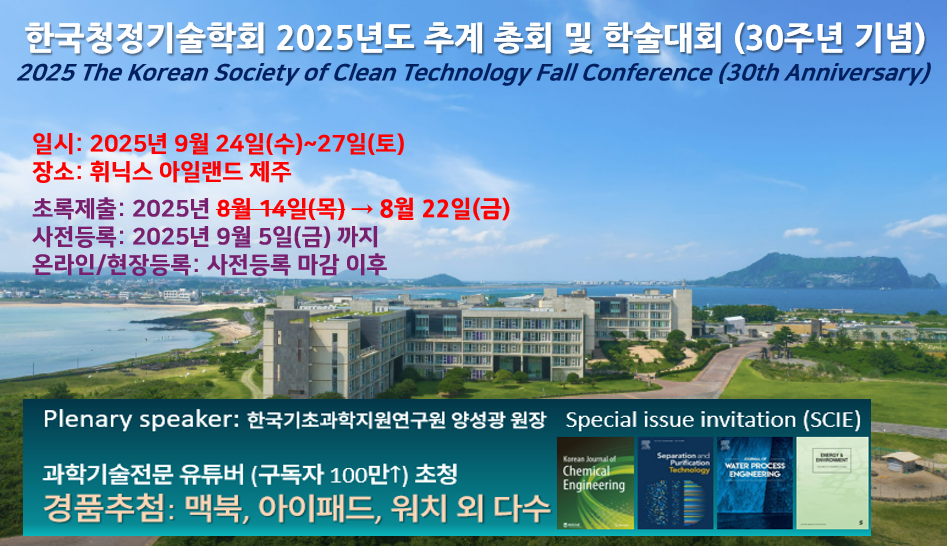 한국청정기술학회 2025년도 추계 총회 및 학술대회 (30주년 기념)
2025 The Korean Society of Clean Technology Fall Conference (30th Anniversary)
일시: 2025년 9월 24일(수)~27일(토)
장소: 휘닉스 아일랜드 제주
초록제출: 2025년 8월 14일(목) → 8월 22일(금)
사전등록: 2025년 9월 5일(금) 까지
온라인/현장등록: 사전등록 마감 이후
Plenary speaker: 한국기초과학지원연구원 양성광 원장
Special issue invitation (SCIE)
과학기술전문 유튜버 (구독자 100만↑) 초청
경품추첨: 맥북, 아이패드, 워치 외 다수
Korean Journal of
Chemical
Engineering
Separation and
Purification
Technology
JOURNAL OF
WATER PROCESS
ENGINEERING
ENERGY &
ENVIRONMENT